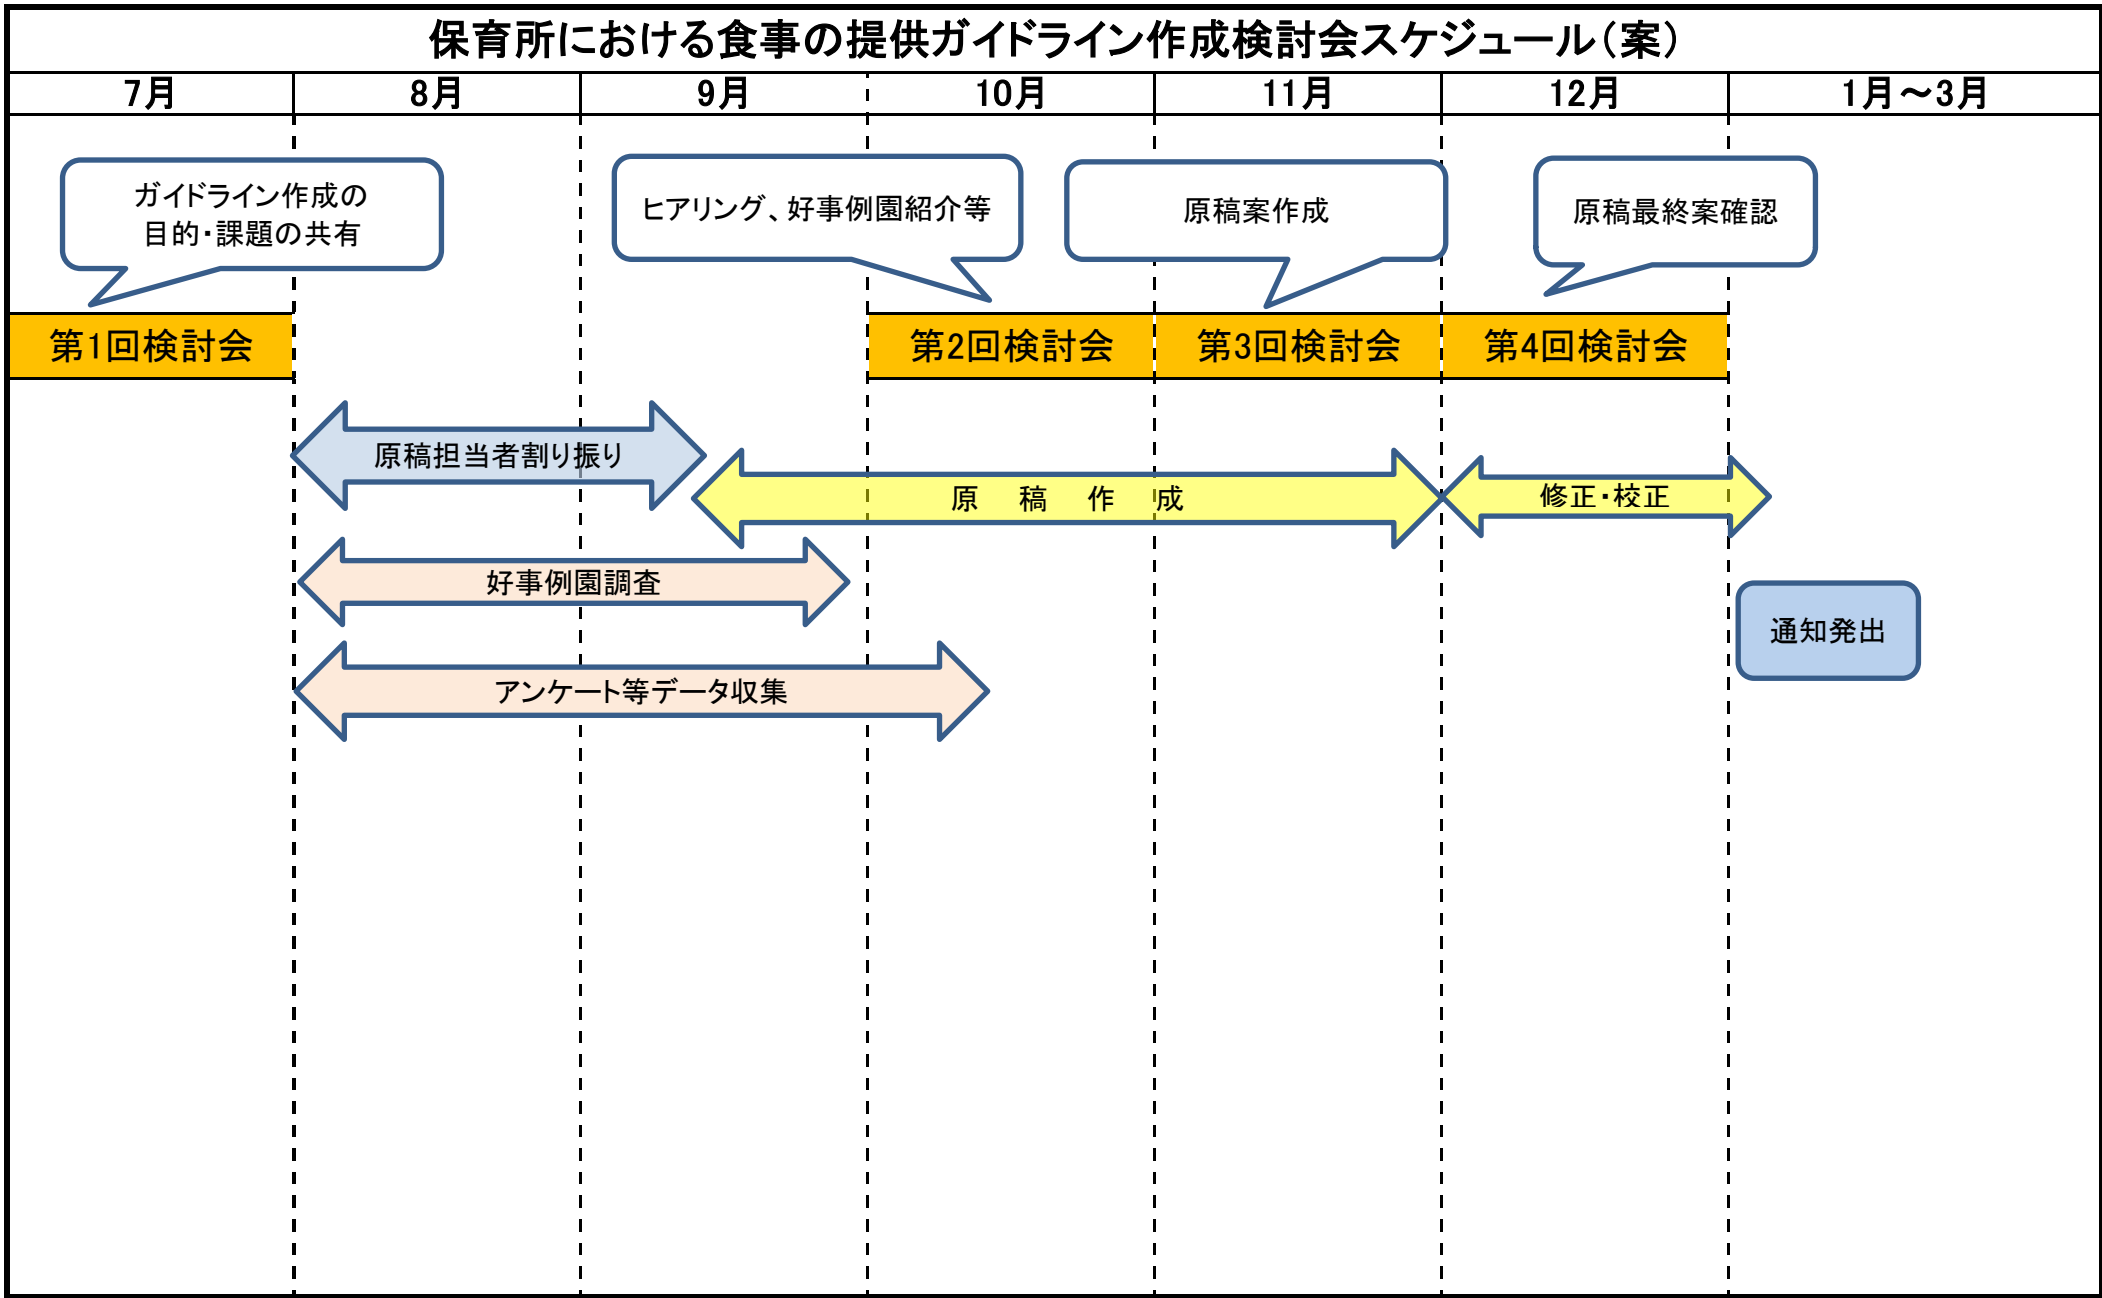 保育所における食事の提供ガイドライン作成検討会スケジュール（案）
7月 8月 9月 10月 11月 12月 1月～3月
ガイドライン作成の
目的・課題の共有
ヒアリング、好事例園紹介等
原稿案作成
原稿最終案確認
第1回検討会 第2回検討会 第3回検討会 第4回検討会
原稿担当者割り振り
原　稿　作　成
修正・校正
好事例園調査
通知発出
アンケート等データ収集